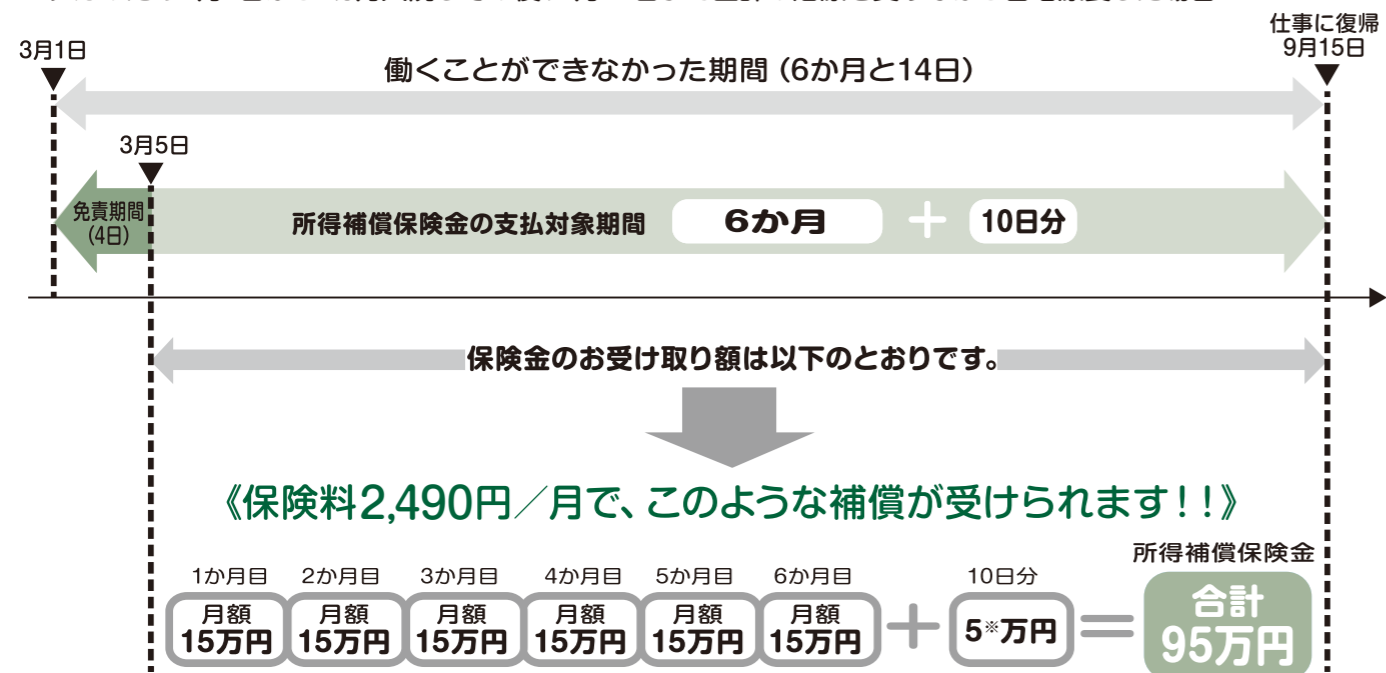 仕事に復帰
9月15日
3月1日
働くことができなかった期間（6か月と14日）
3月5日
免責期間
(4日)
所得補償保険金の支払対象期間 6か月 + 10日分
保険金のお受け取り額は以下のとおりです。
《保険料2,490円／月で、このような補償が受けられます！！》
所得補償保険金
1か月目 2か月目 3か月目 4か月目 5か月目 6か月目 10日分
月額 月額 月額 月額 月額 月額
15万円 15万円 15万円 15万円 15万円 15万円 + 5※万円 =
合計
95万円